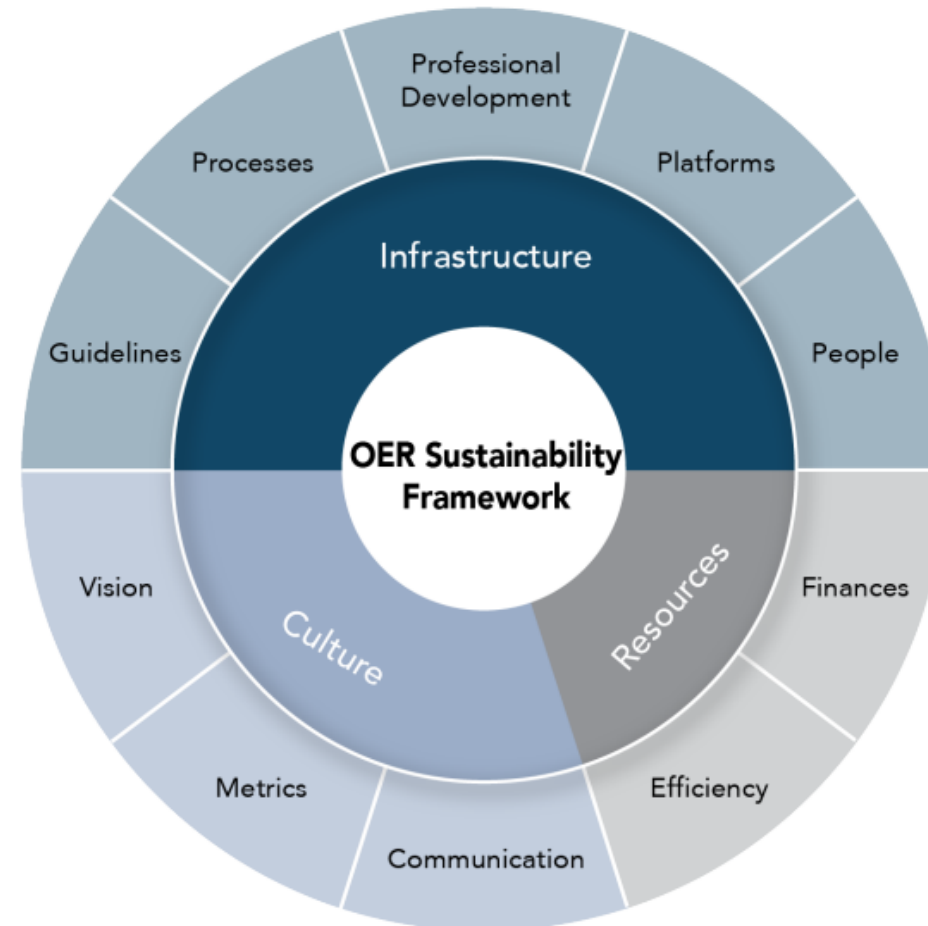 Professional
Development
Processes
Platforms
Infrastructure
Guidelines
People
OER Sustainability
Framework
Vision
Finances
Culture
Resources
Metrics
Efficiency
Communication